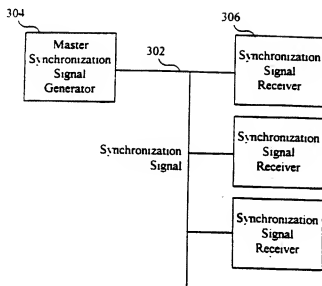 304
Master
Synchronization
Signal
Generator
302
Synchronization
Signal
306
Synchronization
Signal
Receiver
Synchronization
Signal
Receiver
Synchronization
Signal
Receiver